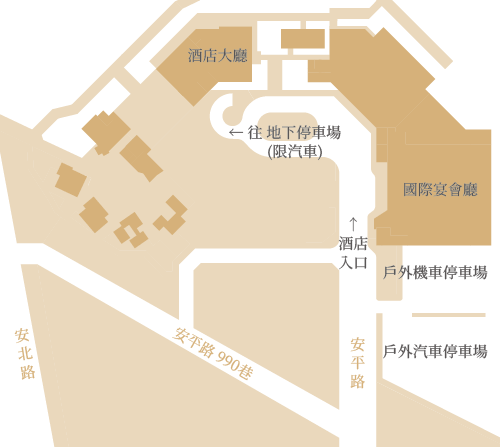 酒店大廳
← 往 地下停車場
(限汽車)
國際宴會廳
↑
酒店
入口
戶外機車停車場
安平路 990巷
安北路
安平路
戶外汽車停車場